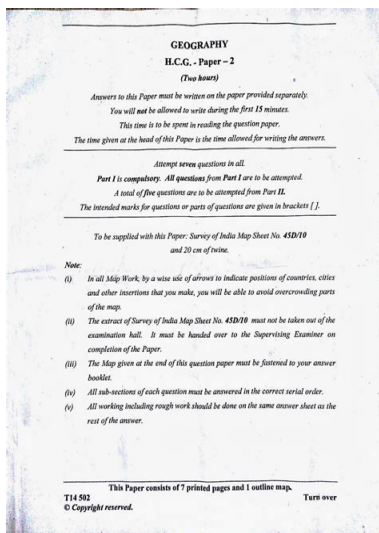 GEOGRAPHY
H.C.G. - Paper – 2
(Two hours)
Answers to this Paper must be written on the paper provided separately.
You will not be allowed to write during the first 15 minutes.
This time is to be spent in reading the question paper.
The time given at the head of this Paper is the time allowed for writing the answers.
Attempt seven questions in all.
Part I is compulsory. All questions from Part I are to be attempted.
A total of five questions are to be attempted from Part II.
The intended marks for questions or parts of questions are given in brackets [ ].
To be supplied with this Paper: Survey of India Map Sheet No. 45D/10
and 20 cm of twine.
Note:
(i) In all Map Work, by a wise use of arrows to indicate positions of countries, cities
and other insertions that you make, you will be able to avoid overcrowding parts
of the map.
(ii) The extract of Survey of India Map Sheet No. 45D/10 must not be taken out of the
examination hall. It must be handed over to the Supervising Examiner on
completion of the Paper.
(iii) The Map given at the end of this question paper must be fastened to your answer
booklet.
(iv) All sub-sections of each question must be answered in the correct serial order.
(v) All working including rough work should be done on the same answer sheet as the
rest of the answer.
This Paper consists of 7 printed pages and 1 outline map.
T14 502 Turn over
© Copyright reserved.